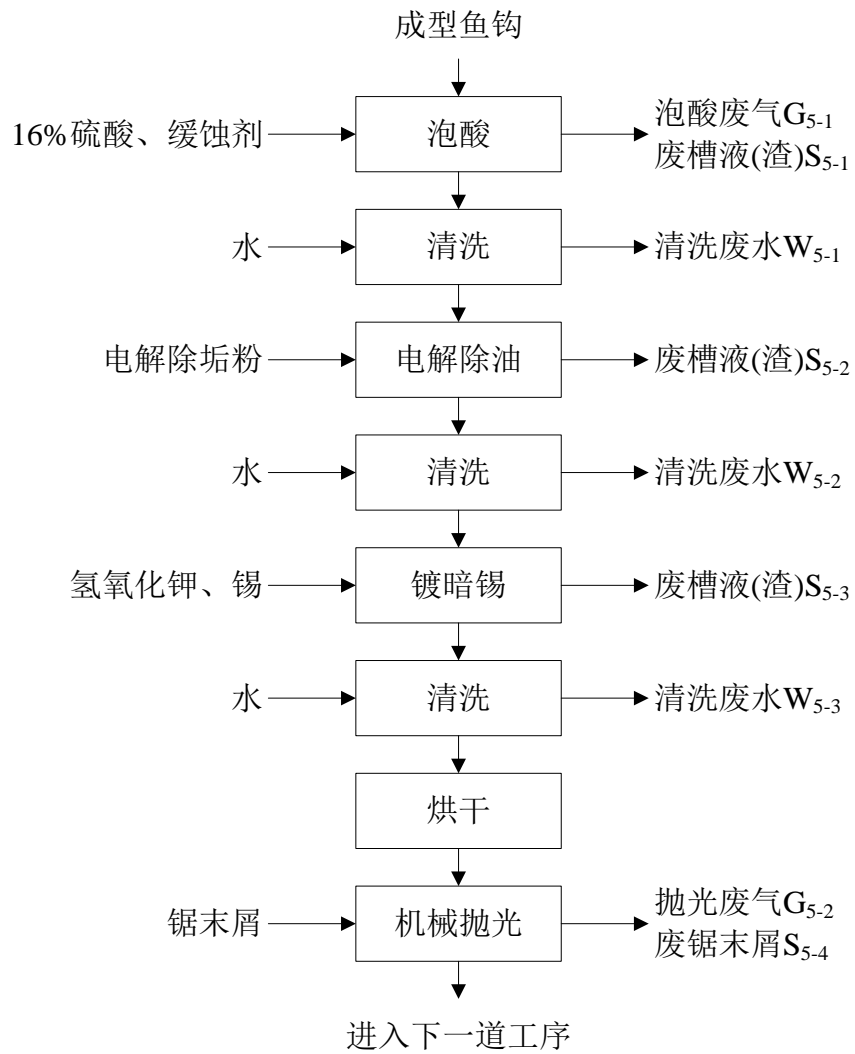 成型鱼钩
16%硫酸、缓蚀剂
泡酸
泡酸废气G5-1
废槽液(渣)S5-1
水
清洗
清洗废水W5-1
电解除垢粉
电解除油
废槽液(渣)S5-2
水
清洗
清洗废水W5-2
氢氧化钾、锡
镀暗锡
废槽液(渣)S5-3
水
清洗
清洗废水W5-3
烘干
锯末屑
机械抛光
抛光废气G5-2
废锯末屑S5-4
进入下一道工序